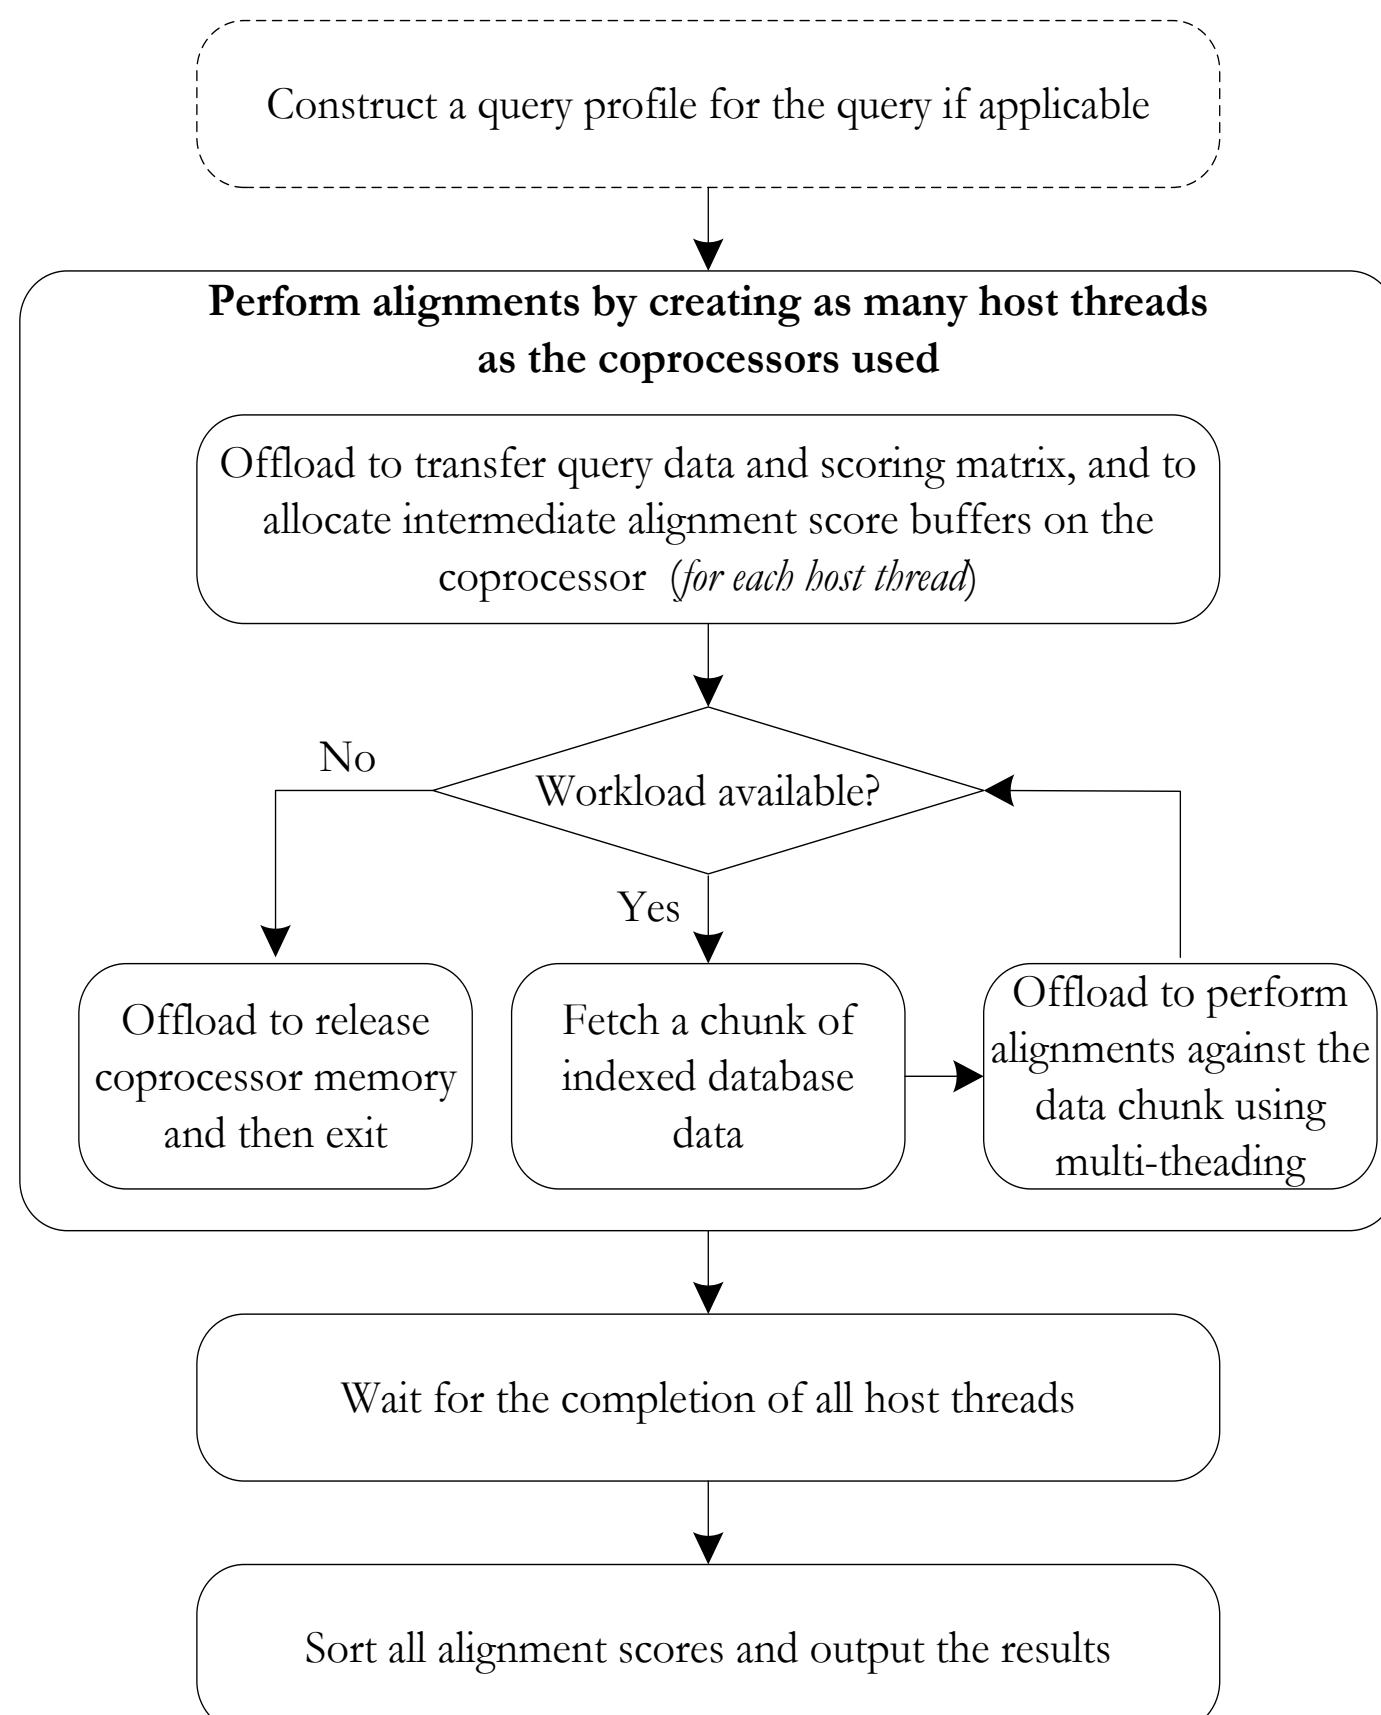 Construct a query profile for the query if applicable
Perform alignments by creating as many host threads
as the coprocessors used
Offload to transfer query data and scoring matrix, and to
allocate intermediate alignment score buffers on the
coprocessor (for each host thread)
No
Workload available?
Yes
Offload to release
coprocessor memory
and then exit
Fetch a chunk of
indexed database
data
Offload to perform
alignments against the
data chunk using
multi-theading
Wait for the completion of all host threads
Sort all alignment scores and output the results